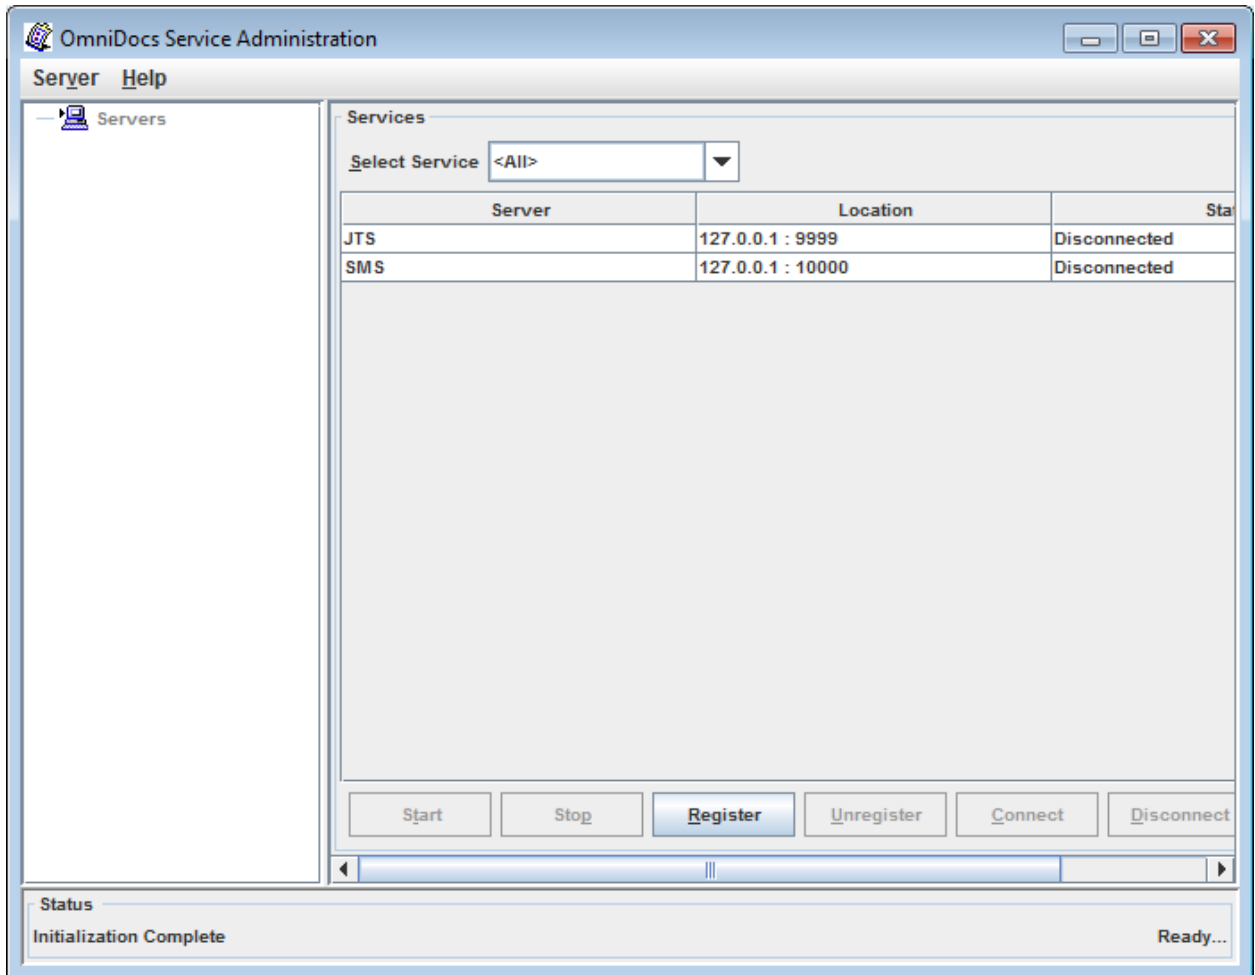 OmniDocs Service Administration
Server Help
Servers
Services
Select Service <All>
Server Location Sta
JTS 127.0.0.1 : 9999 Disconnected
SMS 127.0.0.1 : 10000 Disconnected
Start Stop Register Unregister Connect Disconnect
Status
Initialization Complete Ready...